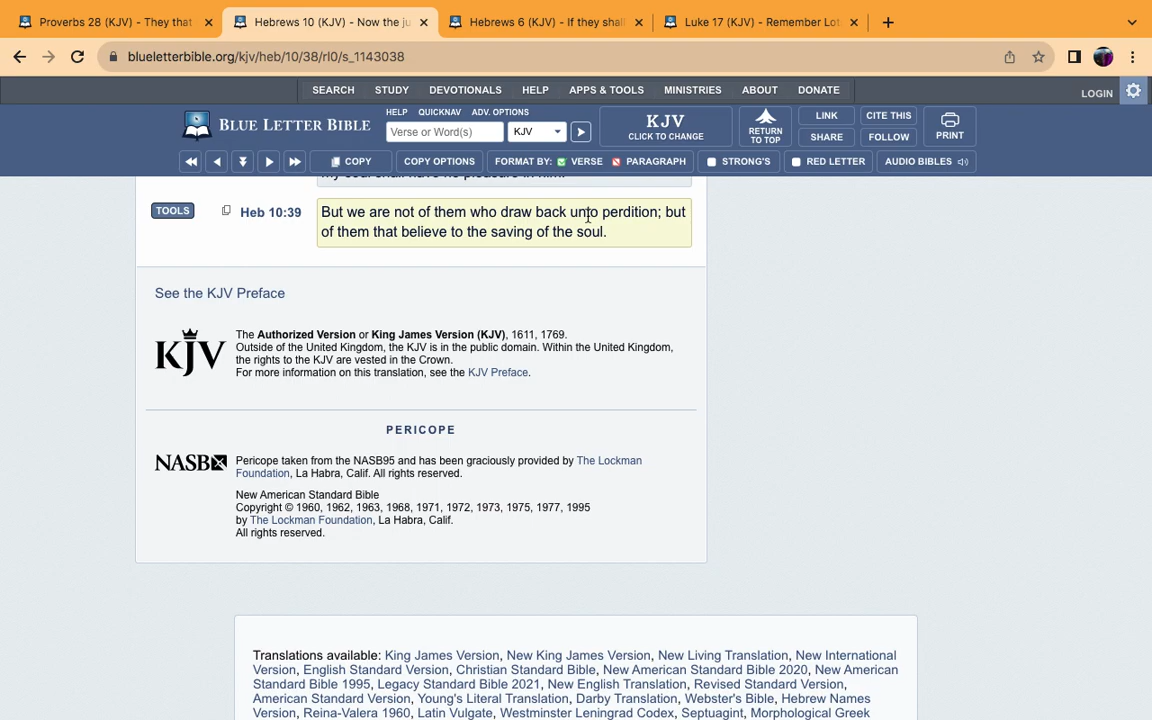 Proverbs 28 (KJV) - They that
Hebrews 10 (KJV) - Now the ju
Hebrews 6 (KJV) - If they shall
Luke 17 (KJV) - Remember Lot
blueletterbible.org/kjv/heb/10/38/rl0/s_1143038
SEARCH STUDY DEVOTIONALS HELP APPS & TOOLS MINISTRIES ABOUT DONATE LOGIN
BLUE LETTER BIBLE
HELP QUICKNAV ADV. OPTIONS
Verse or Word(s) KJV
KJV
CLICK TO CHANGE
RETURN
TO TOP
LINK CITE THIS
SHARE FOLLOW
PRINT
COPY COPY OPTIONS FORMAT BY: VERSE PARAGRAPH STRONG'S RED LETTER AUDIO BIBLES
my soul shall have no pleasure in him.
TOOLS Heb 10:39 But we are not of them who draw back unto perdition; but
of them that believe to the saving of the soul.
See the KJV Preface
KJV
The Authorized Version or King James Version (KJV), 1611, 1769.
Outside of the United Kingdom, the KJV is in the public domain. Within the United Kingdom,
the rights to the KJV are vested in the Crown.
For more information on this translation, see the KJV Preface.
PERICOPE
NASB
Pericope taken from the NASB95 and has been graciously provided by The Lockman
Foundation, La Habra, Calif. All rights reserved.
New American Standard Bible
Copyright © 1960, 1962, 1963, 1968, 1971, 1972, 1973, 1975, 1977, 1995
by The Lockman Foundation, La Habra, Calif.
All rights reserved.
Translations available: King James Version, New King James Version, New Living Translation, New International
Version, English Standard Version, Christian Standard Bible, New American Standard Bible 2020, New American
Standard Bible 1995, Legacy Standard Bible 2021, New English Translation, Revised Standard Version,
American Standard Version, Young's Literal Translation, Darby Translation, Webster's Bible, Hebrew Names
Version, Reina-Valera 1960, Latin Vulgate, Westminster Leningrad Codex, Septuagint, Morphological Greek